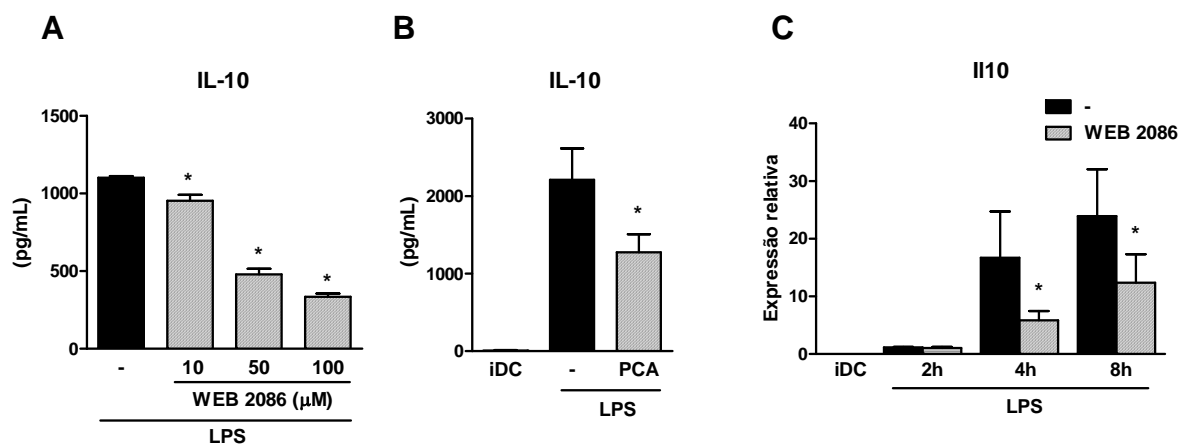 A
IL-10
(pg/mL)
1500
1000
500
0
-
10
50
100
WEB 2086 (μM)
LPS
*
*
*
B
IL-10
(pg/mL)
3000
2000
1000
0
iDC
-
PCA
LPS
*
C
Il10
-
WEB 2086
Expressão relativa
40
30
20
10
0
iDC
2h
4h
8h
LPS
*
*